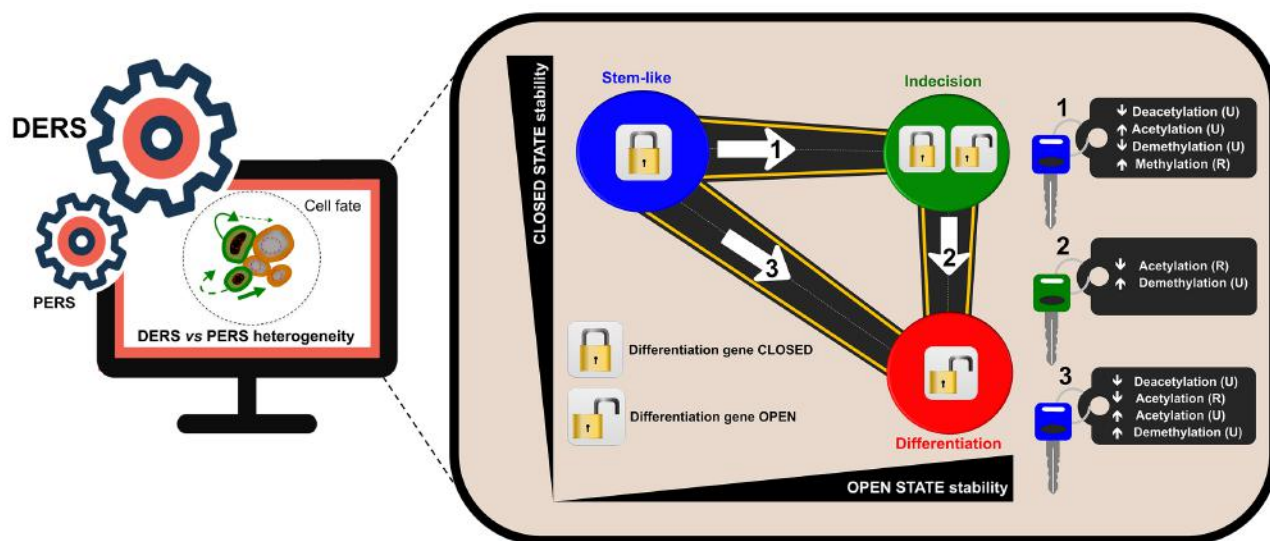 DERS
PERS
Cell fate
DERS vs PERS heterogeneity
CLOSED STATE stability
Stem-like
Indecision
1
2
3
Differentiation gene CLOSED
Differentiation gene OPEN
Differentiation
OPEN STATE stability
1
↓ Deacetylation (U)
↑ Acetylation (U)
↓ Demethylation (U)
↑ Methylation (R)
2
↓ Acetylation (R)
↑ Demethylation (U)
3
↓ Deacetylation (U)
↓ Acetylation (R)
↑ Acetylation (U)
↑ Demethylation (U)